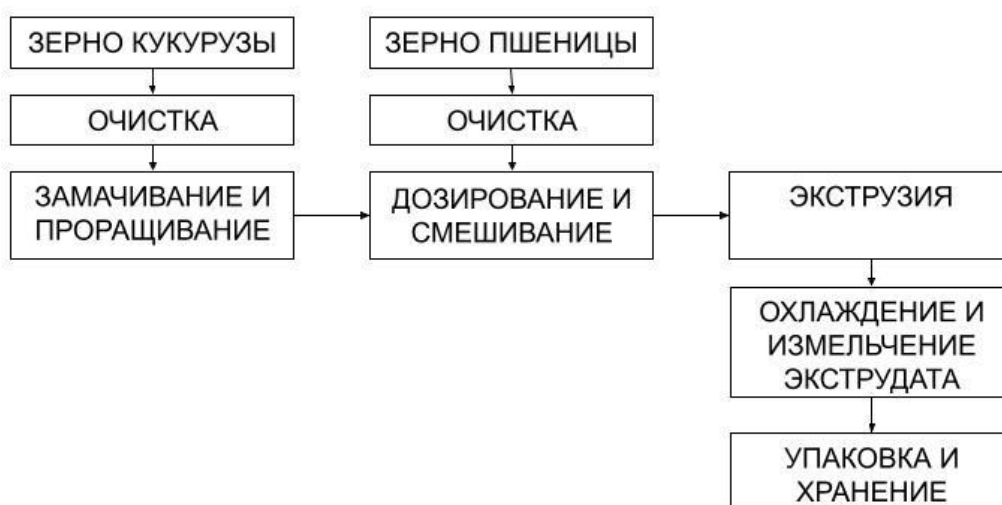 ЗЕРНО КУКУРУЗЫ
ЗЕРНО ПШЕНИЦЫ
ОЧИСТКА
ОЧИСТКА
ЗАМАЧИВАНИЕ И
ПРОРАЩИВАНИЕ
ДОЗИРОВАНИЕ И
СМЕШИВАНИЕ
ЭКСТРУЗИЯ
ОХЛАЖДЕНИЕ И
ИЗМЕЛЬЧЕНИЕ
ЭКСТРУДАТА
УПАКОВКА И
ХРАНЕНИЕ